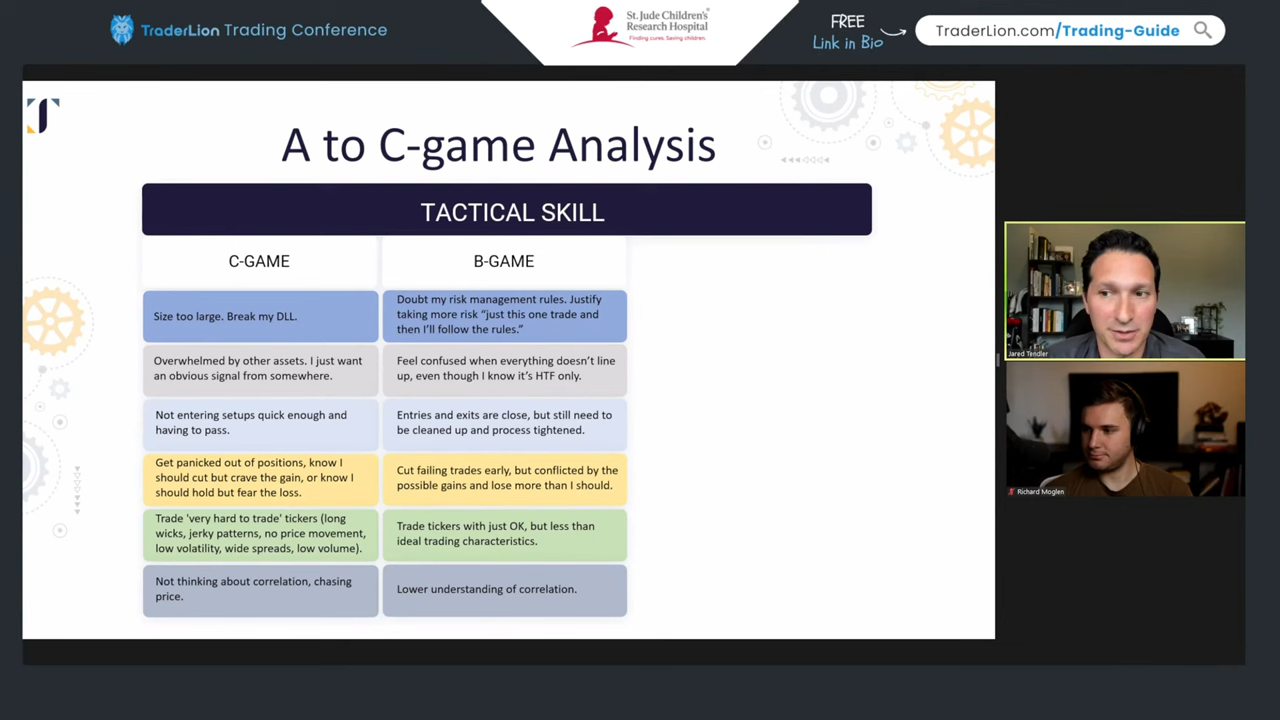 TraderLion Trading Conference
St. Jude Children's
Research Hospital
Finding cures. Saving children.
FREE
Link in Bio
TraderLion.com/Trading-Guide
A to C-game Analysis
TACTICAL SKILL
C-GAME
B-GAME
Size too large. Break my DLL.
Doubt my risk management rules. Justify
taking more risk “just this one trade and
then I’ll follow the rules.”
Overwhelmed by other assets. I just want
an obvious signal from somewhere.
Feel confused when everything doesn’t line
up, even though I know it’s HTF only.
Not entering setups quick enough and
having to pass.
Entries and exits are close, but still need to
be cleaned up and process tightened.
Get panicked out of positions, know I
should cut but crave the gain, or know I
should hold but fear the loss.
Cut failing trades early, but conflicted by the
possible gains and lose more than I should.
Trade 'very hard to trade' tickers (long
wicks, jerky patterns, no price movement,
low volatility, wide spreads, low volume).
Trade tickers with just OK, but less than
ideal trading characteristics.
Not thinking about correlation, chasing
price.
Lower understanding of correlation.
Jared Tendler
Richard Moglen